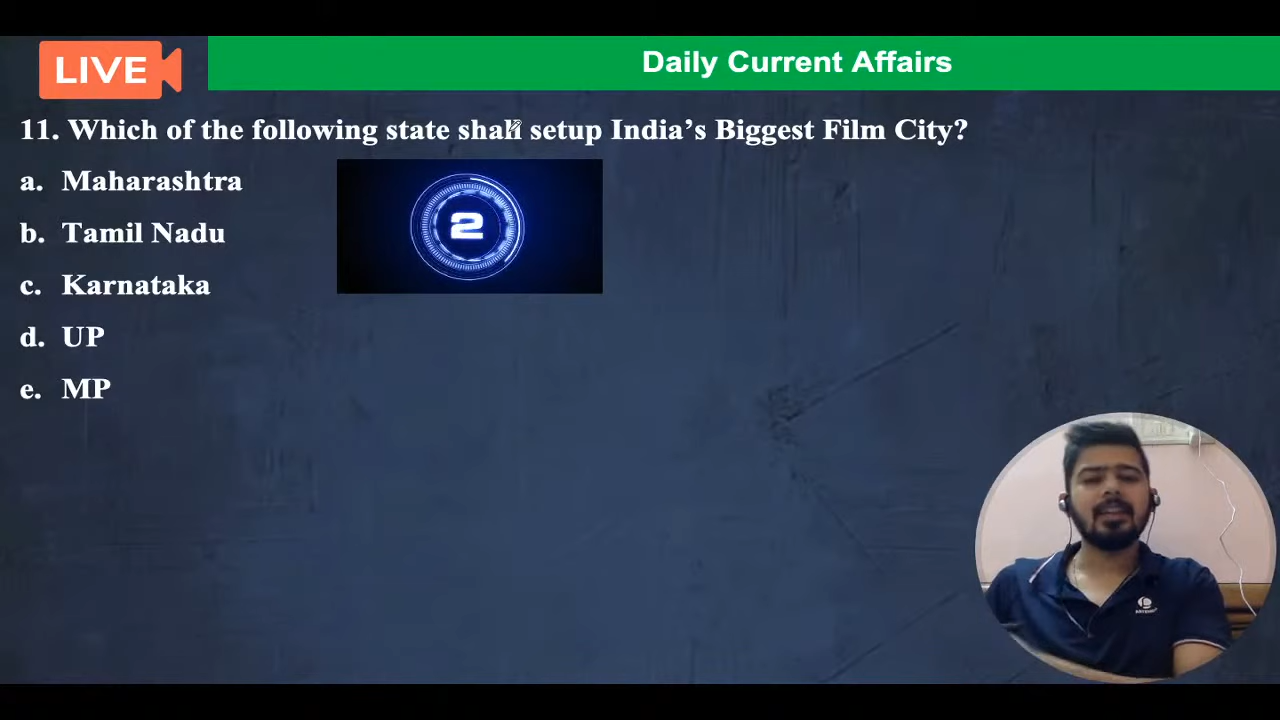 LIVE
Daily Current Affairs
11. Which of the following state shall setup India’s Biggest Film City?
a. Maharashtra
2
b. Tamil Nadu
c. Karnataka
d. UP
e. MP